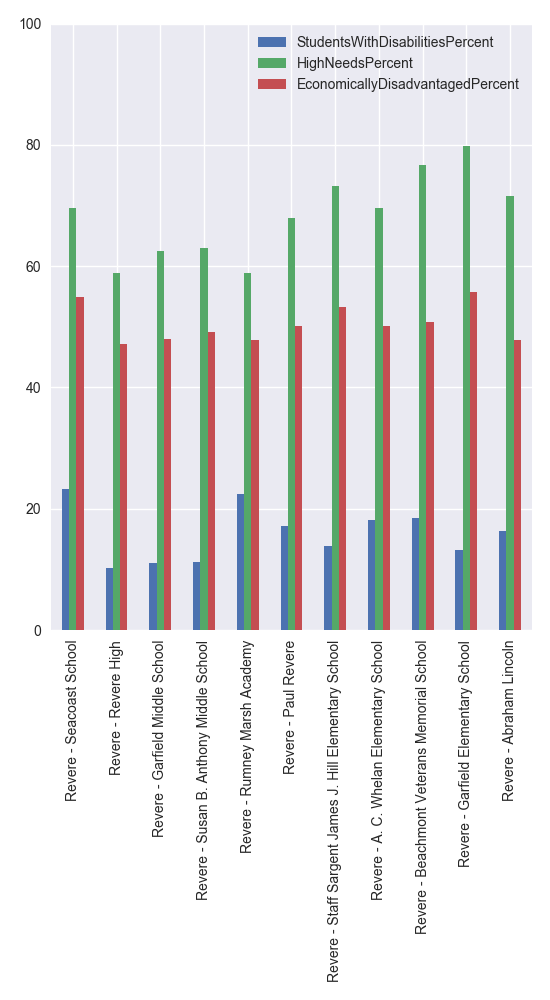 100
80
60
40
20
0
StudentsWithDisabilitiesPercent
HighNeedsPercent
EconomicallyDisadvantagedPercent
Revere - Seacoast School
Revere - Revere High
Revere - Garfield Middle School
Revere - Susan B. Anthony Middle School
Revere - Rumney Marsh Academy
Revere - Paul Revere
Revere - Staff Sargent James J. Hill Elementary School
Revere - A. C. Whelan Elementary School
Revere - Beachmont Veterans Memorial School
Revere - Garfield Elementary School
Revere - Abraham Lincoln